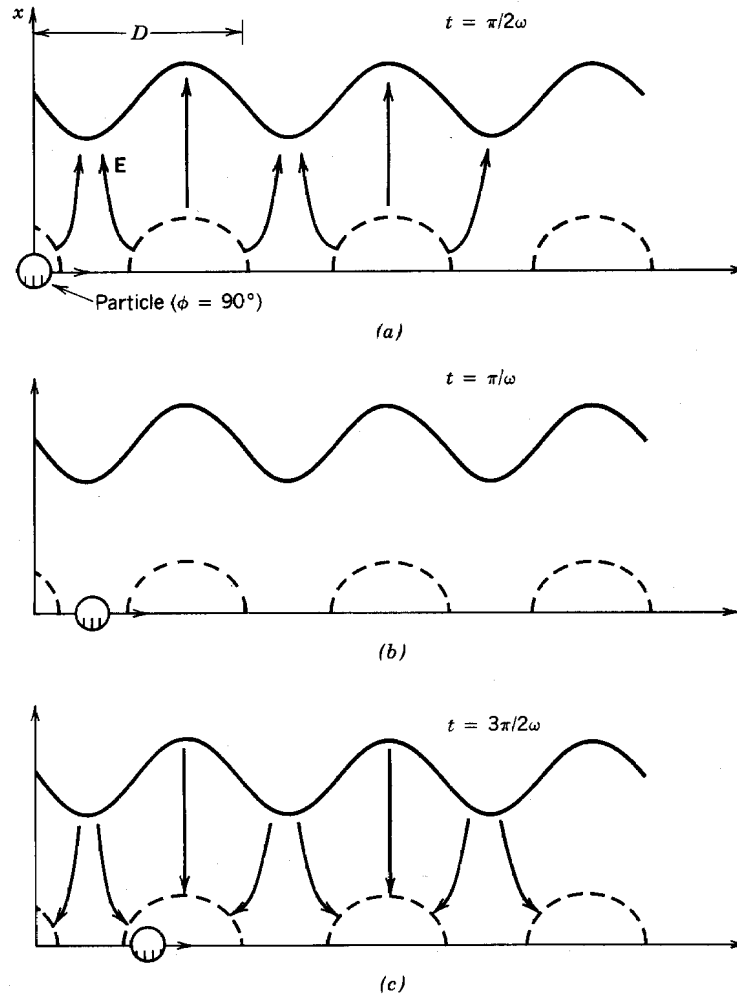 x
D
t = π/2ω
E
Particle (ϕ = 90°)
(a)
t = π/ω
(b)
t = 3π/2ω
(c)